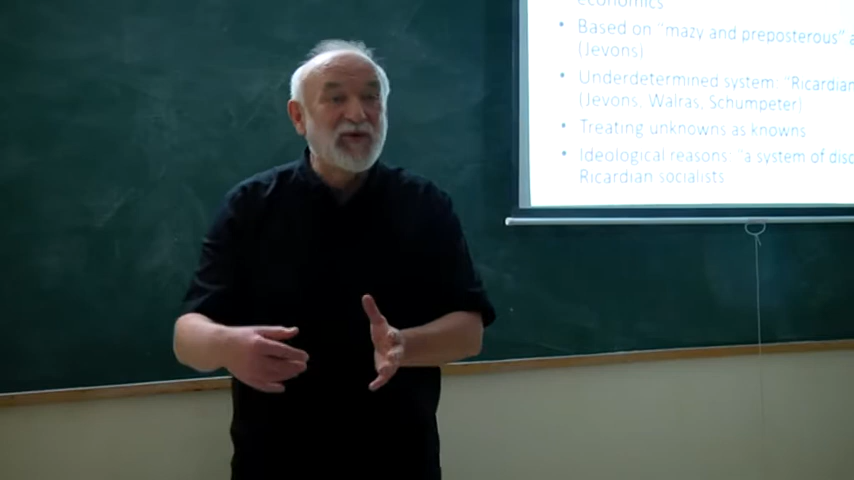 economics
• Based on "mazy and preposterous"
(Jevons)
• Underdetermined system: "Ricardian
(Jevons, Walras, Schumpeter)
• Treating unknowns as knowns
• Ideological reasons: "a system of
Ricardian socialists